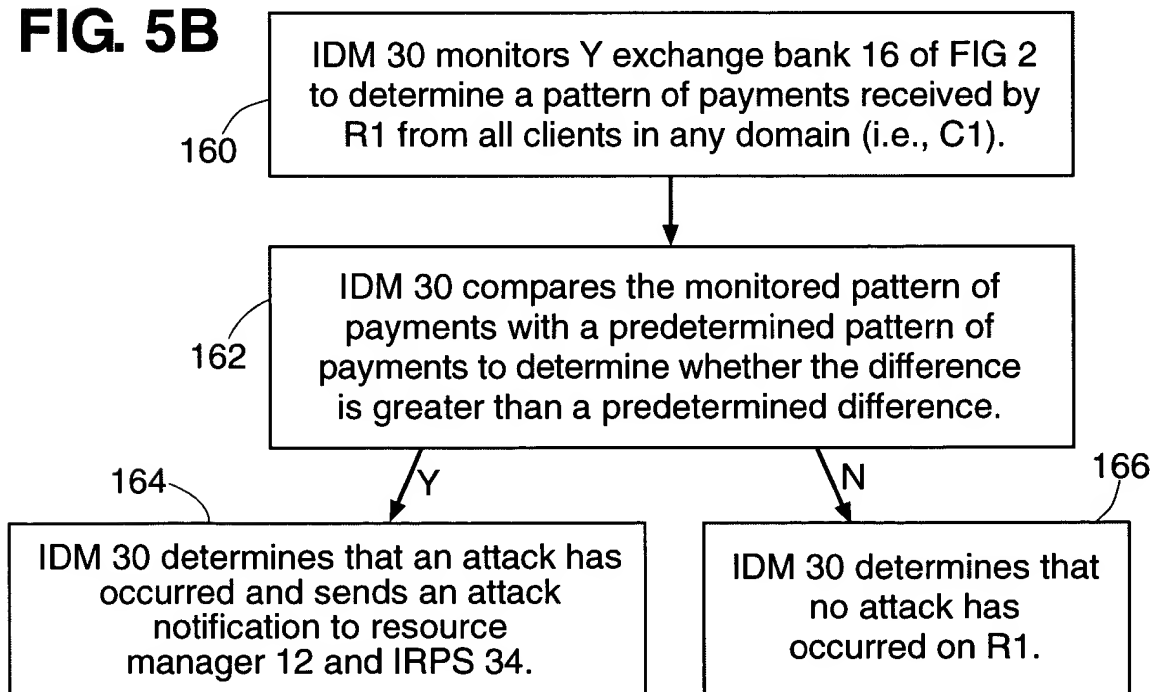 FIG. 5B
IDM 30 monitors Y exchange bank 16 of FIG 2
to determine a pattern of payments received by
R1 from all clients in any domain (i.e., C1).
160
IDM 30 compares the monitored pattern of
payments with a predetermined pattern of
payments to determine whether the difference
is greater than a predetermined difference.
162
Y
N
164
166
IDM 30 determines that an attack has
occurred and sends an attack
notification to resource
manager 12 and IRPS 34.
IDM 30 determines that
no attack has
occurred on R1.